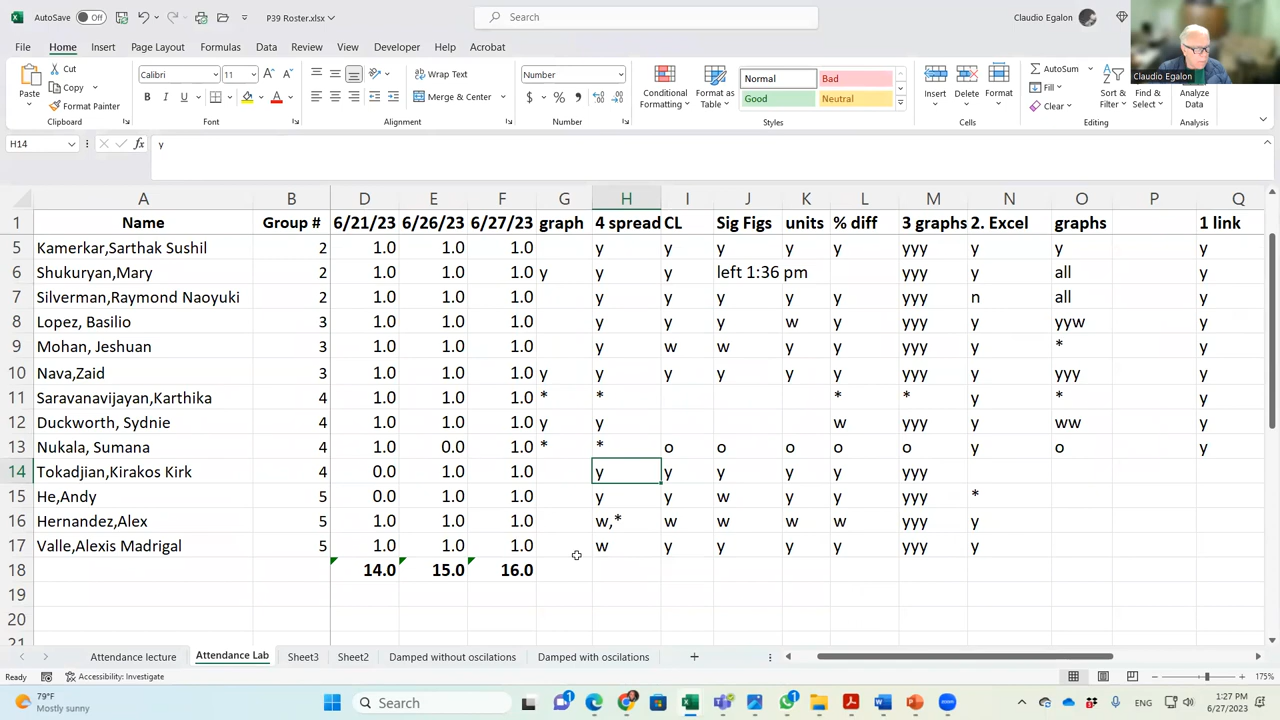 AutoSave Off P39 Roster.xlsx Search Claudio Egalon
File Home Insert Page Layout Formulas Data Review View Developer Help Acrobat
Claudio Egalon
Paste Cut Copy Format Painter Clipboard
Calibri 11 B I U A Font
Wrap Text Merge & Center Alignment
Number $ % Number
Conditional Formatting Format as Table Normal Bad Good Neutral Styles
Insert Delete Format Cells
AutoSum Fill Clear Sort & Filter Find & Select Editing
Analyze Data Analysis
H14 fx y
A B D E F G H I J K L M N O P Q
1 Name Group # 6/21/23 6/26/23 6/27/23 graph 4 spread CL Sig Figs units % diff 3 graphs 2. Excel graphs 1 link
5 Kamerkar,Sarthak Sushil 2 1.0 1.0 1.0 y y y y y yyy y y y
6 Shukuryan,Mary 2 1.0 1.0 1.0 y y y left 1:36 pm yyy y all y
7 Silverman,Raymond Naoyuki 2 1.0 1.0 1.0 y y y y y yyy n all y
8 Lopez, Basilio 3 1.0 1.0 1.0 y y y w y yyy y yyw y
9 Mohan, Jeshuan 3 1.0 1.0 1.0 y w w y y yyy y * y
10 Nava,Zaid 3 1.0 1.0 1.0 y y y y y y yyy y yyy y
11 Saravanavijayan,Karthika 4 1.0 1.0 1.0 * * * * y * y
12 Duckworth, Sydnie 4 1.0 1.0 1.0 y y w yyy y ww y
13 Nukala, Sumana 4 1.0 0.0 1.0 * * o o o o o y o y
14 Tokadjian,Kirakos Kirk 4 0.0 1.0 1.0 y y y y y yyy
15 He,Andy 5 0.0 1.0 1.0 y y w y y yyy *
16 Hernandez,Alex 5 1.0 1.0 1.0 w,* w w w w yyy y
17 Valle,Alexis Madrigal 5 1.0 1.0 1.0 w y y y y yyy y
18 14.0 15.0 16.0
19
20
21
Attendance lecture Attendance Lab Sheet3 Sheet2 Damped without oscellations Damped with oscellations
Ready Accessibility: Investigate 175%
79°F Mostly sunny Search ENG 1:27 PM 6/27/2023